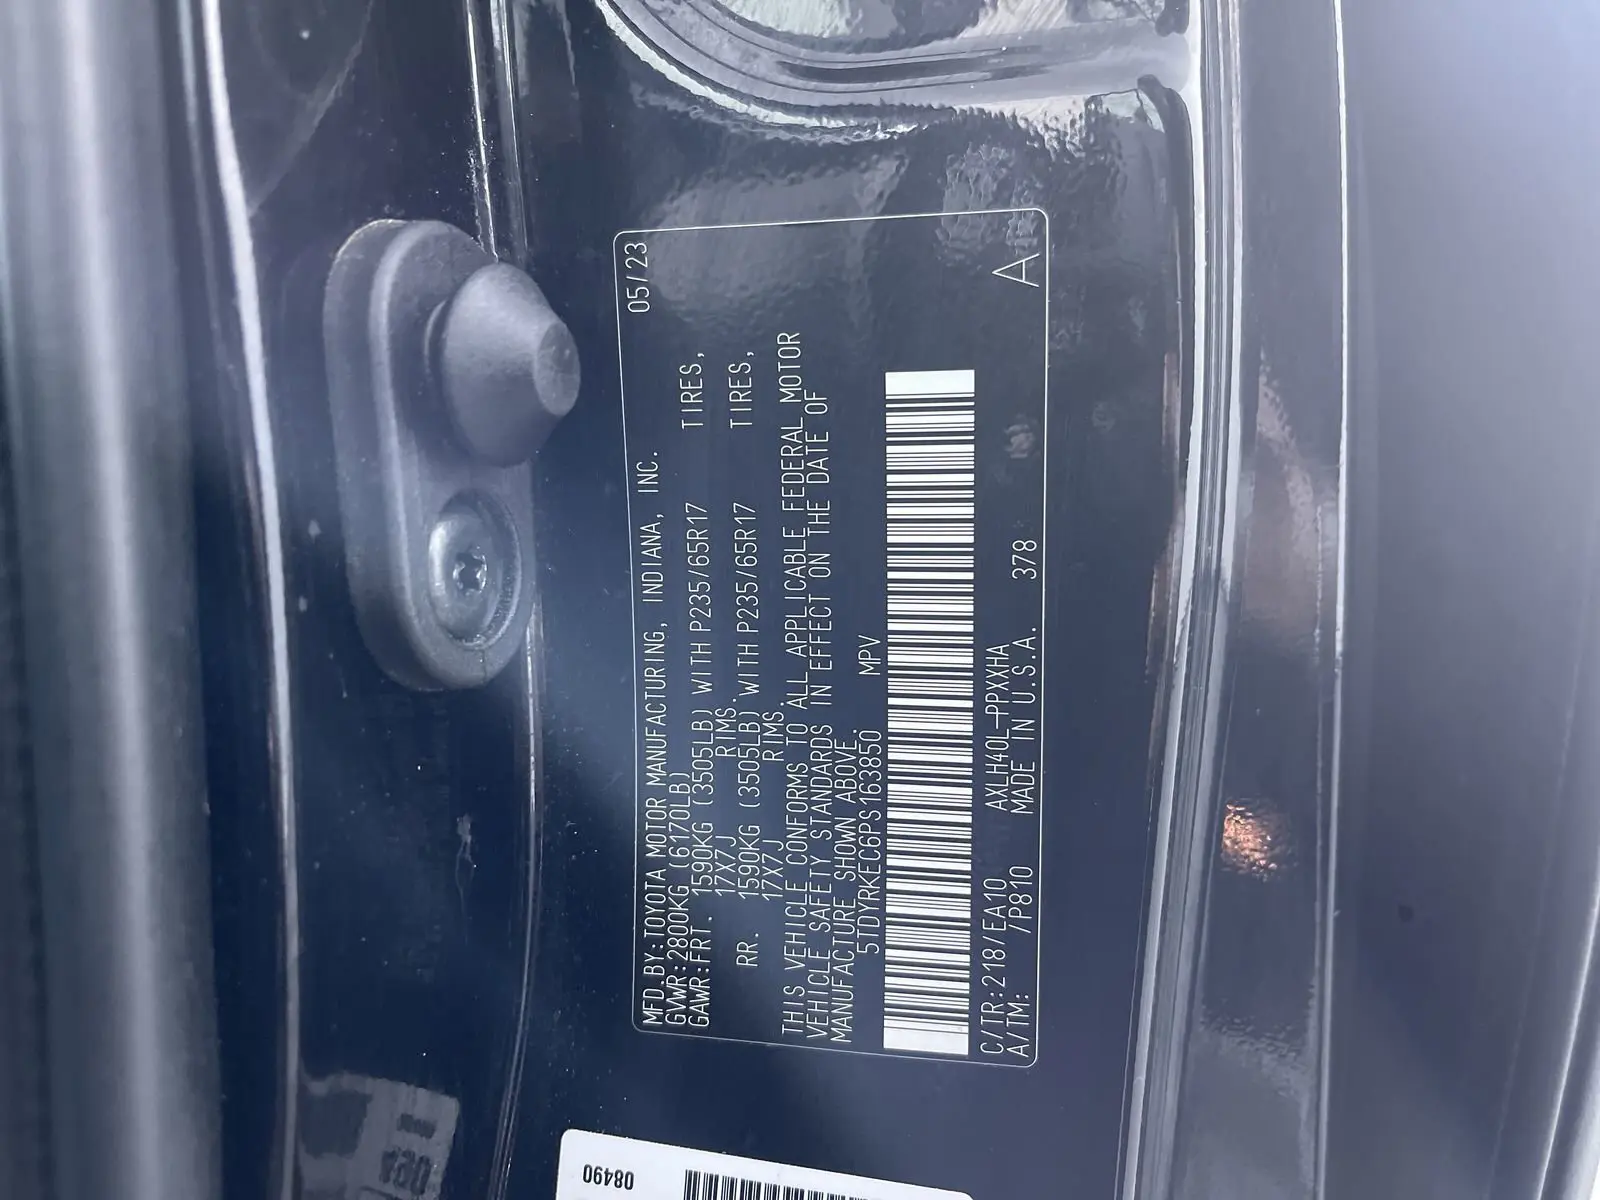 MFD.BY:TOYOTA MOTOR MANUFACTURING, INDIANA, INC. 05/23
GVWR:2800KG (6170LB)
GAWR:FRT. 1590KG (3505LB) WITH P235/65R17 TIRES,
17X7J RIMS.
RR. 1590KG (3505LB) WITH P235/65R17 TIRES,
17X7J RIMS.
THIS VEHICLE CONFORMS TO ALL APPLICABLE FEDERAL MOTOR
VEHICLE SAFETY STANDARDS IN EFFECT ON THE DATE OF
MANUFACTURE SHOWN ABOVE.
5TDYRKEC6PS163850 MPV
C/TR:218/EA10 AXLH40L-PPXXHA
A/TM: /P810 MADE IN U.S.A. 378 A
08490